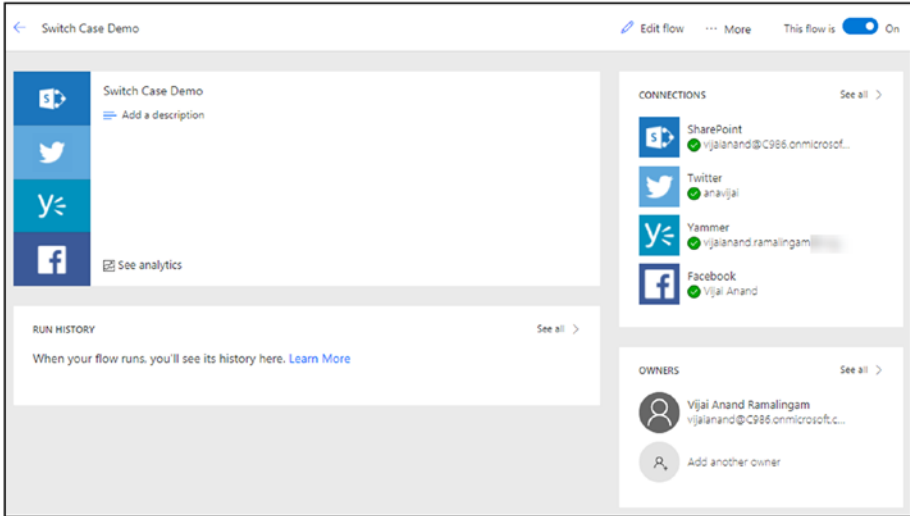 Switch Case Demo
Edit flow
··· More
This flow is
On
Switch Case Demo
Add a description
See analytics
RUN HISTORY
See all
When your flow runs, you'll see its history here. Learn More
CONNECTIONS
See all
SharePoint
vijaianand@C986.onmicrosof...
Twitter
anavijai
Yammer
vijaianand.ramalingam
Facebook
Vijai Anand
OWNERS
See all
Vijai Anand Ramalingam
vijaianand@C986.onmicrosoft.c...
Add another owner